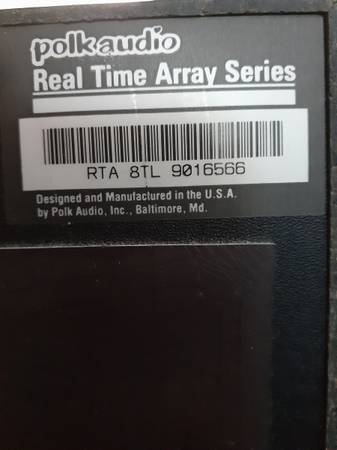 polkaudio
Real Time Array Series
RTA 8TL 9016566
Designed and Manufactured in the U.S.A.
by Polk Audio, Inc., Baltimore, Md.